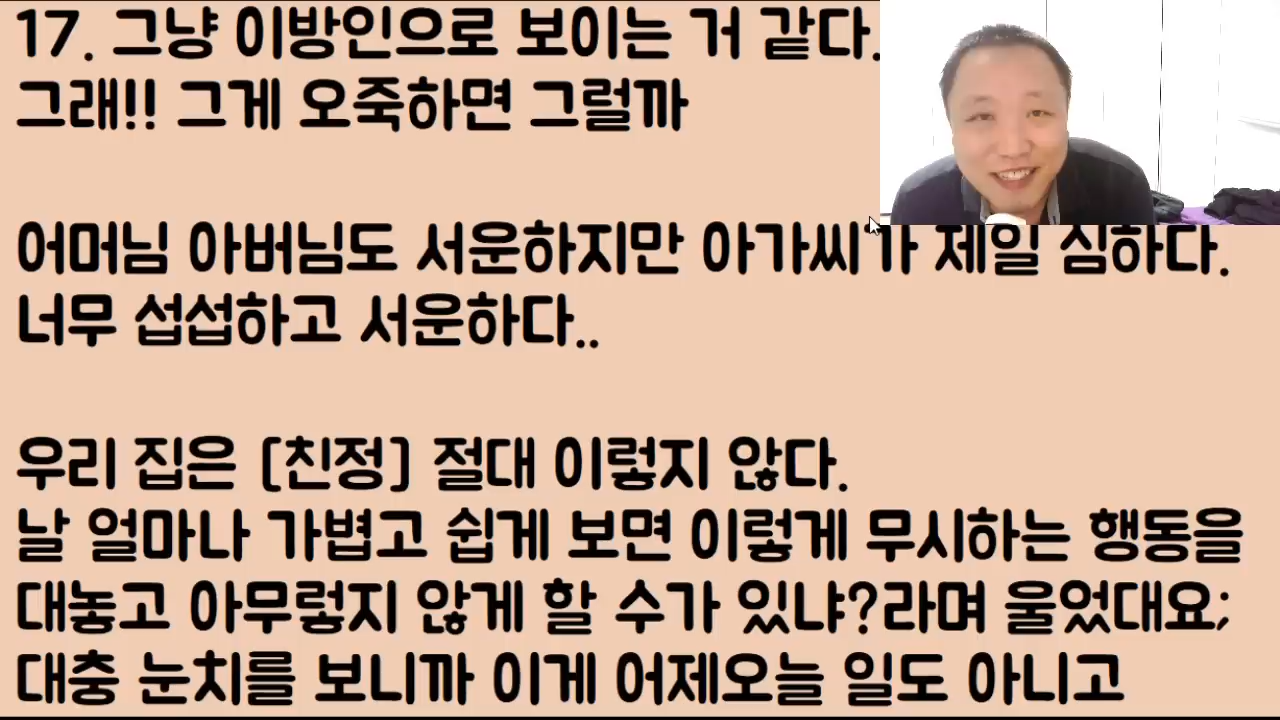 17. 그냥 이방인으로 보이는 거 같다.
그래!! 그게 오죽하면 그럴까
어머님 아버님도 서운하지만 아가씨가 제일 심하다.
너무 섭섭하고 서운하다..
우리 집은 [친정] 절대 이렇지 않다.
날 얼마나 가볍고 쉽게 보면 이렇게 무시하는 행동을
대놓고 아무렇지 않게 할 수가 있냐?라며 울었대요;
대충 눈치를 보니까 이게 어제오늘 일도 아니고